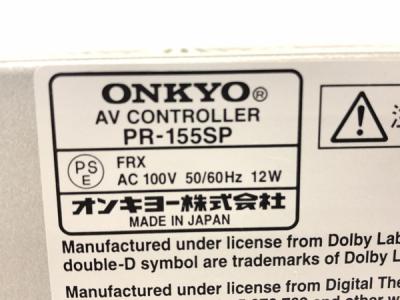 ONKYO®
AV CONTROLLER
PR-155SP
PS E
FRX
AC 100V 50/60Hz 12W
オンキヨー株式会社
MADE IN JAPAN
注
Manufactured under license from Dolby Lab
double-D symbol are trademarks of Dolby L
Manufactured under license from Digital The